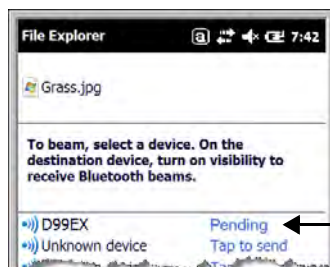 File Explorer 7:42
Grass.jpg
To beam, select a device. On the
destination device, turn on visibility to
receive Bluetooth beams.
D99EX Pending
Unknown device Tap to send